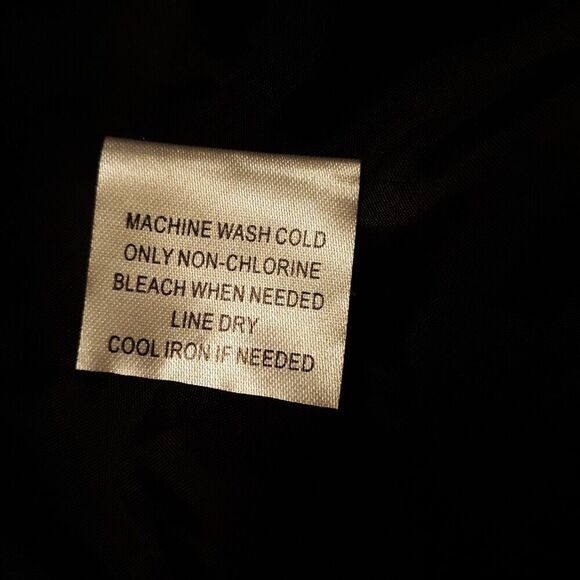 MACHINE WASH COLD
ONLY NON-CHLORINE
BLEACH WHEN NEEDED
LINE DRY
COOL IRON IF NEEDED